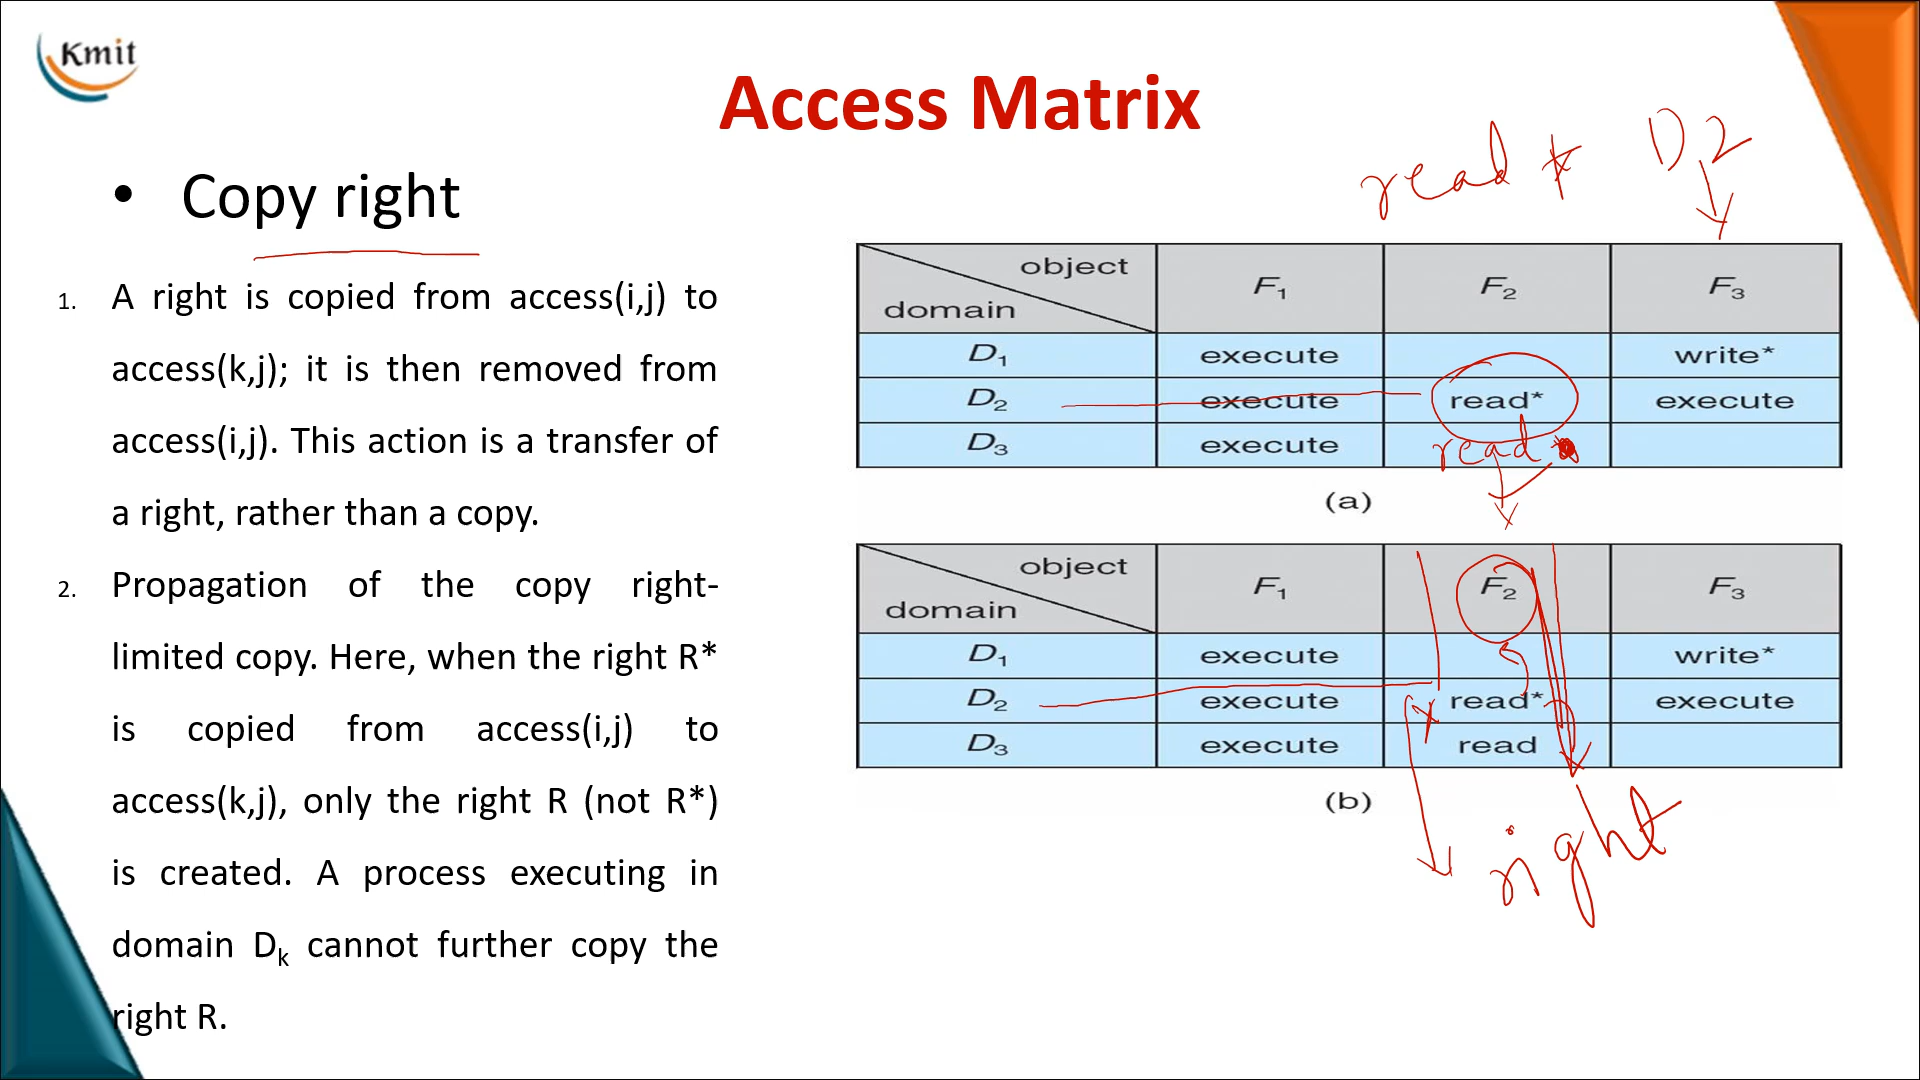 Kmit
Access Matrix
read * D2
• Copy right
1. A right is copied from access(i,j) to
access(k,j); it is then removed from
access(i,j). This action is a transfer of
a right, rather than a copy.
2. Propagation of the copy right-
limited copy. Here, when the right R*
is copied from access(i,j) to
access(k,j), only the right R (not R*)
is created. A process executing in
domain Dk cannot further copy the
right R.
object
domain
F1 F2 F3
D1 execute write*
D2 execute read* execute
D3 execute read
(a)
object
domain
F1 F2 F3
D1 execute write*
D2 execute read* execute
D3 execute read
(b)
right